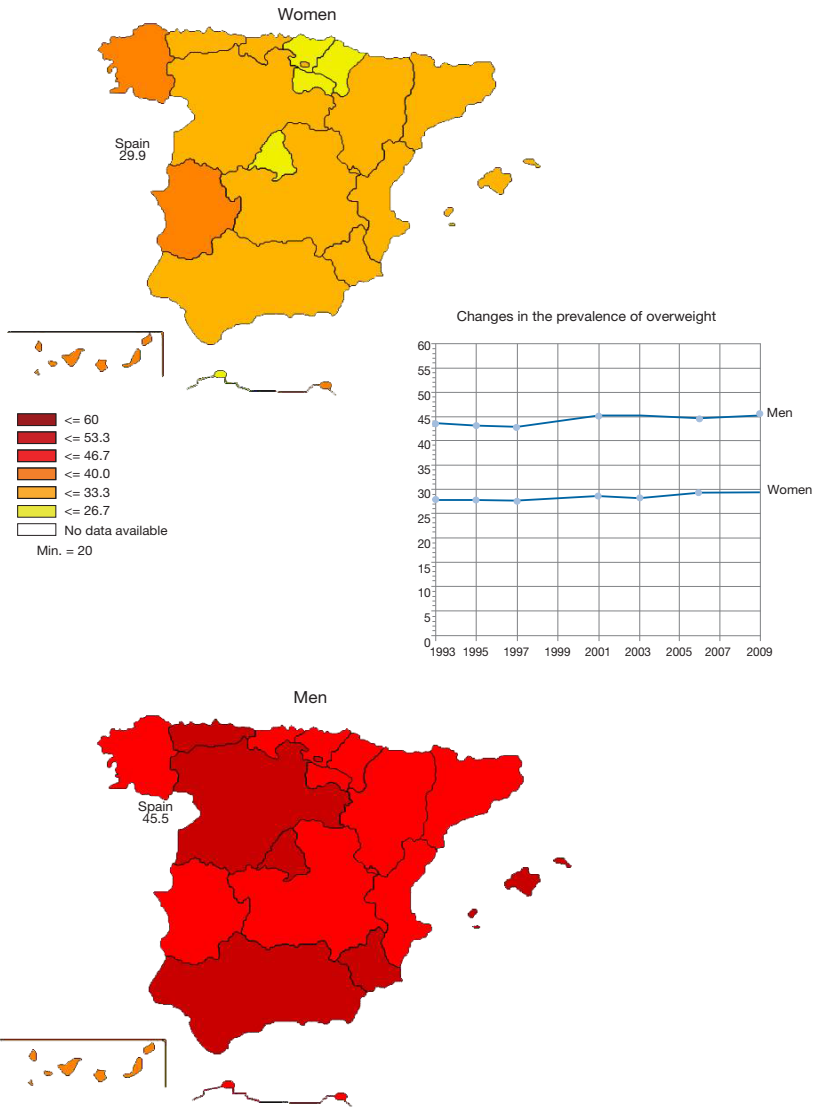 Women
Spain
29.9
<= 60
<= 53.3
<= 46.7
<= 40.0
<= 33.3
<= 26.7
No data available
Min. = 20
Changes in the prevalence of overweight
60
55
50
45
40
35
30
25
20
15
10
5
0
Men
Women
1993 1995 1997 1999 2001 2003 2005 2007 2009
Men
Spain
45.5